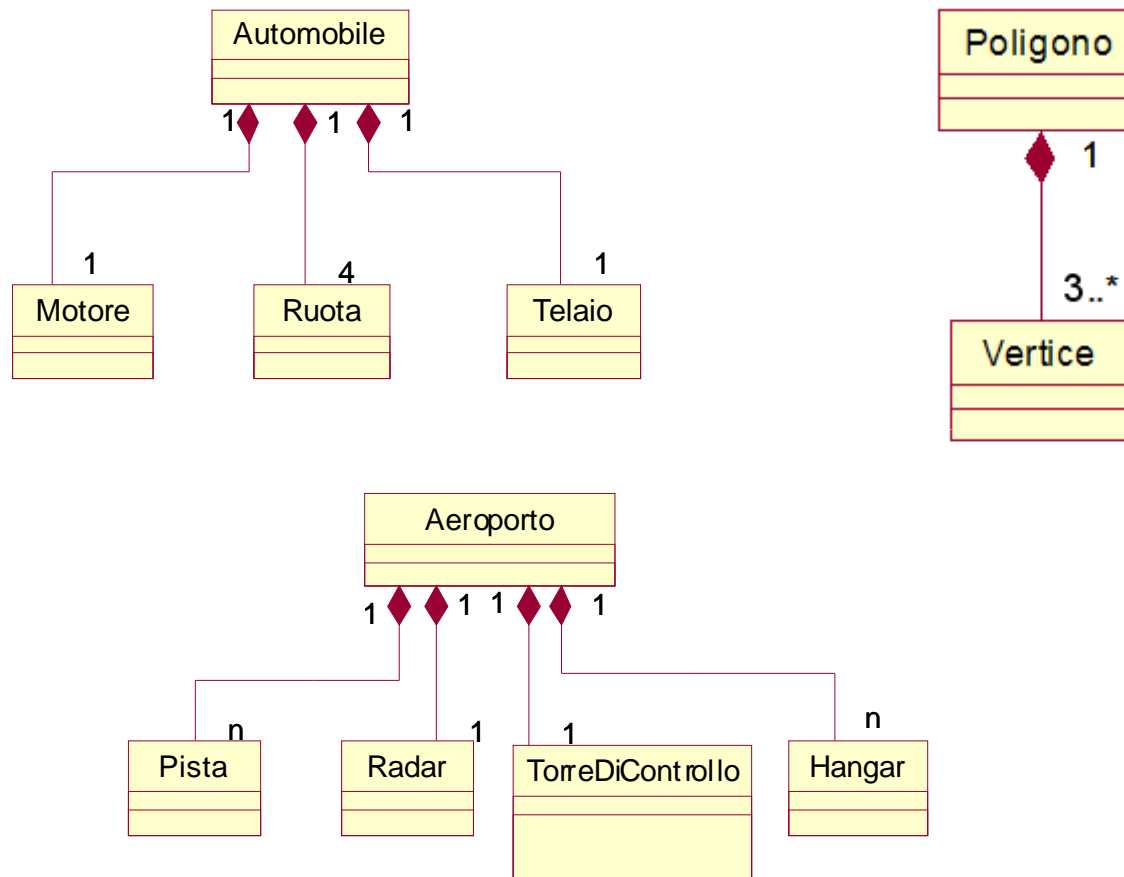 Automobile
1 1 1
1 4 1
Motore Ruota Telaio
Poligono
1
3..*
Vertice
Aeroporto
1 1 1 1
n 1 1 n
Pista Radar TorreDiControllo Hangar